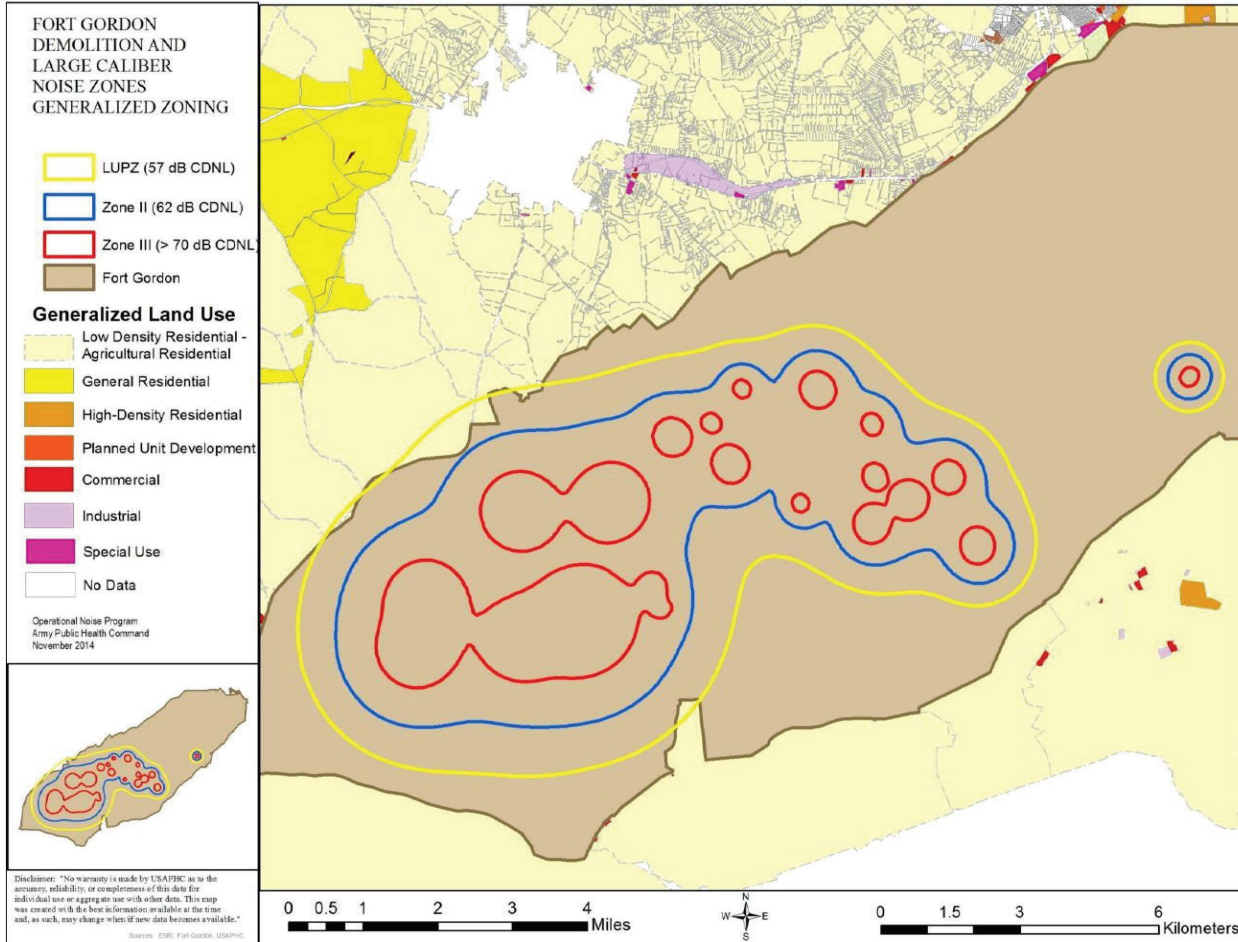 FORT GORDON
DEMOLITION AND
LARGE CALIBER
NOISE ZONES
GENERALIZED ZONING
LUPZ (57 dB CDNL)
Zone II (62 dB CDNL)
Zone III (> 70 dB CDNL)
Fort Gordon
Generalized Land Use
Low Density Residential -
Agricultural Residential
General Residential
High-Density Residential
Planned Unit Development
Commercial
Industrial
Special Use
No Data
Operational Noise Program
Army Public Health Command
November 2014
Disclaimer: "No warranty is made by USAPHC as to the
accuracy, reliability, or completeness of this data for
individual use or aggregate use with other data. This map
was created with the best information available at the time
and, as such, may change when/if new data becomes available."
Sources: ESRI, Fort Gordon, USAPHC
0 0.5 1 2 3 4
Miles
N
W E
S
0 1.5 3 6
Kilometers